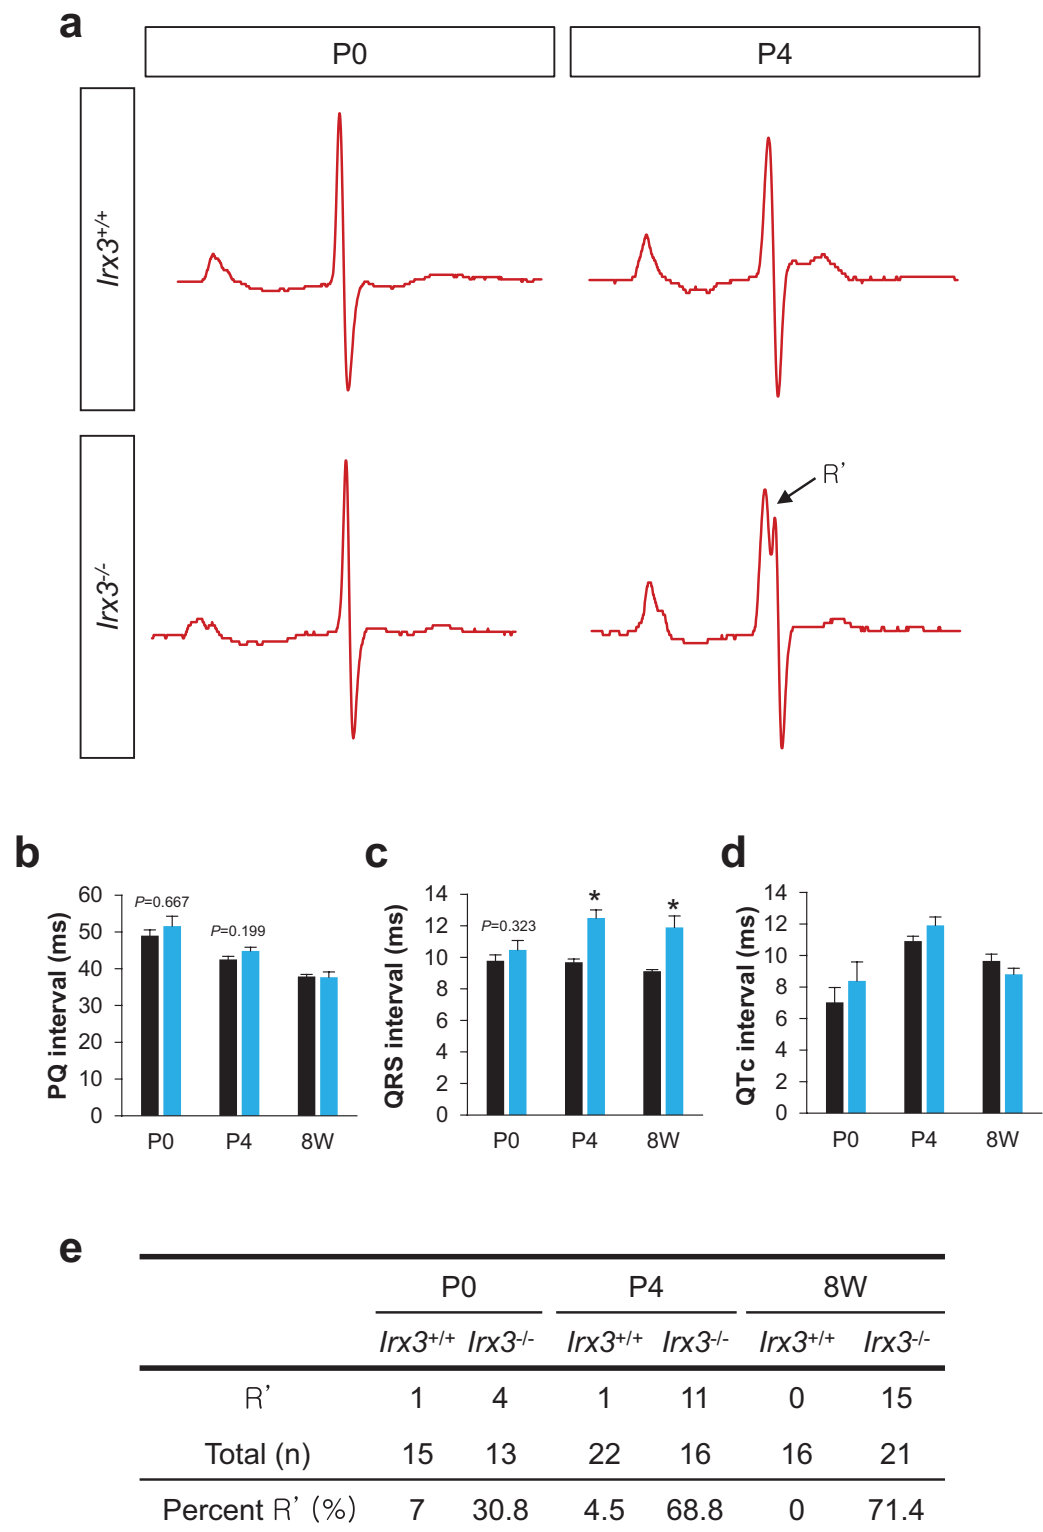 a
P0
P4
Irx3+/+
Irx3-/-
R’
b
PQ interval (ms)
60
50
40
30
20
10
0
P=0.667
P=0.199
P0 P4 8W
c
QRS interval (ms)
14
12
10
8
6
4
2
0
P=0.323
*
*
P0 P4 8W
d
QTc interval (ms)
14
12
10
8
6
4
2
0
P0 P4 8W
e
P0 P4 8W
Irx3+/+ Irx3-/- Irx3+/+ Irx3-/- Irx3+/+ Irx3-/-
R’ 1 4 1 11 0 15
Total (n) 15 13 22 16 16 21
Percent R’ (%) 7 30.8 4.5 68.8 0 71.4